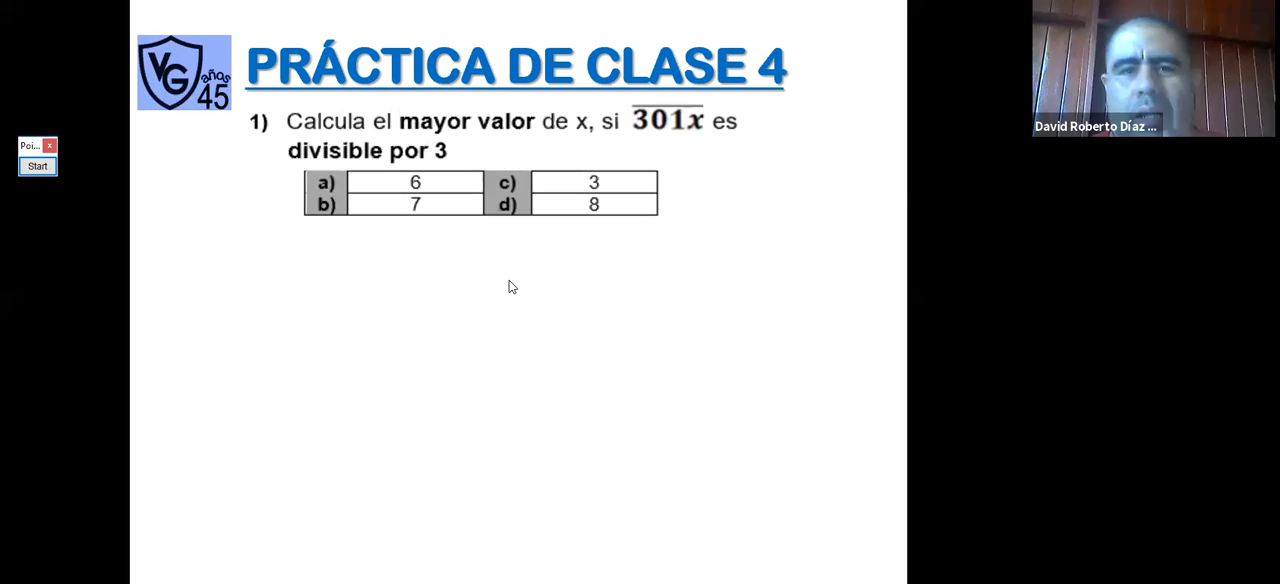 VG
años
45
PRÁCTICA DE CLASE 4
1) Calcula el mayor valor de x, si 301x es
divisible por 3
a) 6 c) 3
b) 7 d) 8
Poi... x
Start
David Roberto Díaz ...